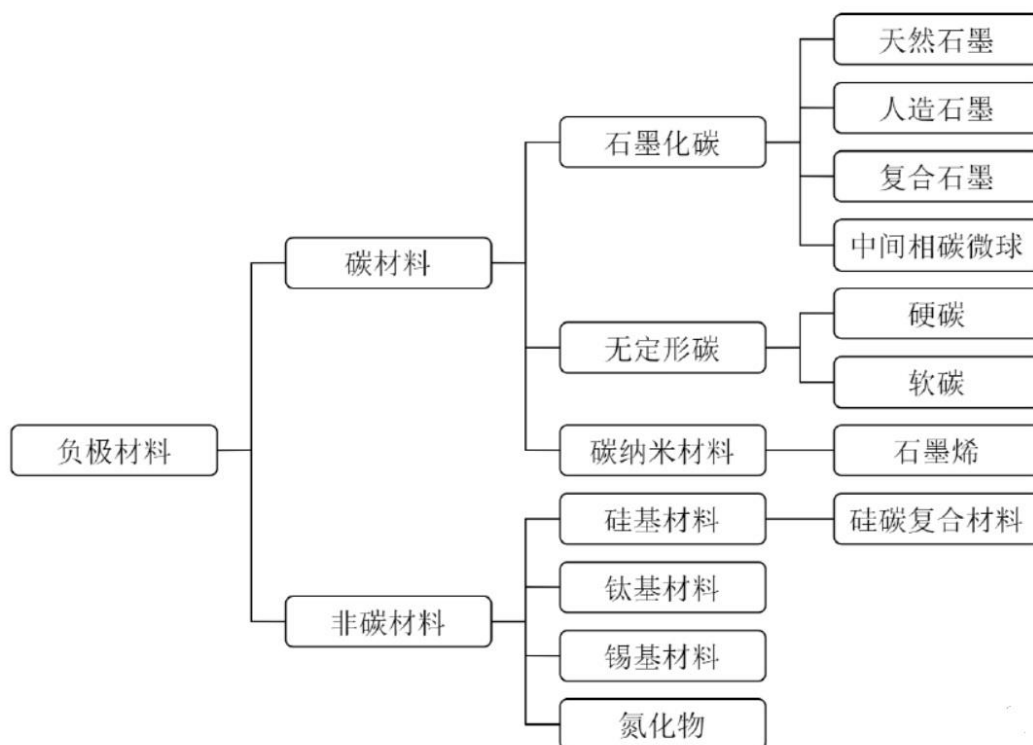 负极材料
碳材料
石墨化碳
天然石墨
人造石墨
复合石墨
中间相碳微球
无定形碳
硬碳
软碳
碳纳米材料
石墨烯
非碳材料
硅基材料
硅碳复合材料
钛基材料
锡基材料
氮化物